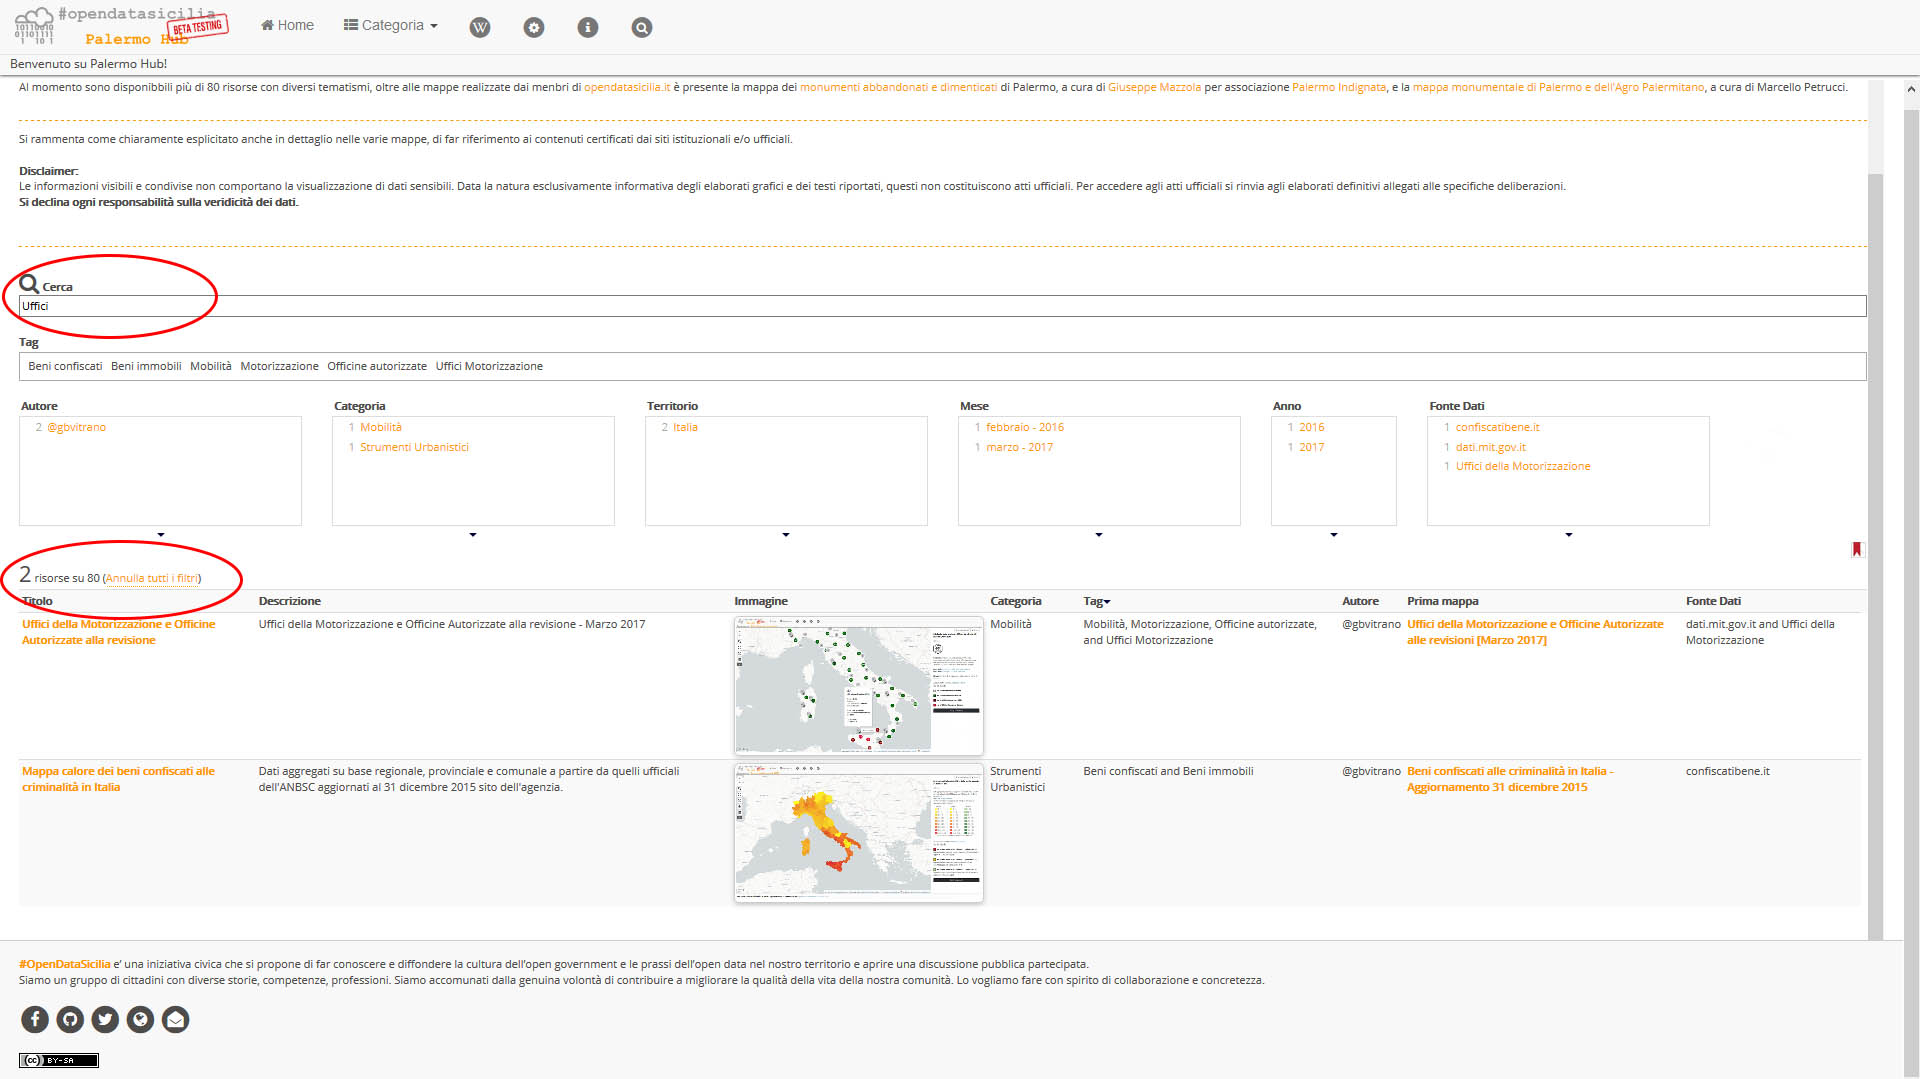 #opendatasicilia
Palermo Hub
BETA TESTING
Home
Categoria
Benvenuto su Palermo Hub!
Al momento sono disponibbili più di 80 risorse con diversi tematismi, oltre alle mappe realizzate dai menbri di opendatasicilia.it è presente la mappa dei monumenti abbandonati e dimenticati di Palermo, a cura di Giuseppe Mazzola per associazione Palermo Indignata, e la mappa monumentale di Palermo e dell'Agro Palermitano, a cura di Marcello Petrucci.
Si rammenta come chiaramente esplicitato anche in dettaglio nelle varie mappe, di far riferimento ai contenuti certificati dai siti istituzionali e/o ufficiali.
Disclaimer:
Le informazioni visibili e condivise non comportano la visualizzazione di dati sensibili. Data la natura esclusivamente informativa degli elaborati grafici e dei testi riportati, questi non costituiscono atti ufficiali. Per accedere agli atti ufficiali si rinvia agli elaborati definitivi allegati alle specifiche deliberazioni.
Si declina ogni responsabilità sulla veridicità dei dati.
Cerca
Uffici
Tag
Beni confiscati Beni immobili Mobilità Motorizzazione Officine autorizzate Uffici Motorizzazione
Autore Categoria Territorio Mese Anno Fonte Dati
2 @gbvitrano 1 Mobilità 2 Italia 1 febbraio - 2016 1 2016 1 confiscatibene.it
1 Strumenti Urbanistici 1 marzo - 2017 1 2017 1 dati.mit.gov.it
1 Uffici della Motorizzazione
2 risorse su 80 (Annulla tutti i filtri)
Titolo Descrizione Immagine Categoria Tag Autore Prima mappa Fonte Dati
Uffici della Motorizzazione e Officine Uffici della Motorizzazione e Officine Autorizzate alla revisione - Marzo 2017 Mobilità Mobilità, Motorizzazione, Officine autorizzate, @gbvitrano Uffici della Motorizzazione e Officine Autorizzate dati.mit.gov.it and Uffici della
Autorizzate alla revisione and Uffici Motorizzazione alle revisioni [Marzo 2017] Motorizzazione
Mappa calore dei beni confiscati alle Dati aggregati su base regionale, provinciale e comunale a partire da quelli ufficiali Strumenti Beni confiscati and Beni immobili @gbvitrano Beni confiscati alle criminalità in Italia - confiscatibene.it
criminalità in Italia dell'ANBSC aggiornati al 31 dicembre 2015 sito dell'agenzia. Urbanistici Aggiornamento 31 dicembre 2015
#OpenDataSicilia e' una iniziativa civica che si propone di far conoscere e diffondere la cultura dell'open government e le prassi dell'open data nel nostro territorio e aprire una discussione pubblica partecipata.
Siamo un gruppo di cittadini con diverse storie, competenze, professioni. Siamo accomunati dalla genuina volontà di contribuire a migliorare la qualità della vita della nostra comunità. Lo vogliamo fare con spirito di collaborazione e concretezza.
cc BY-SA